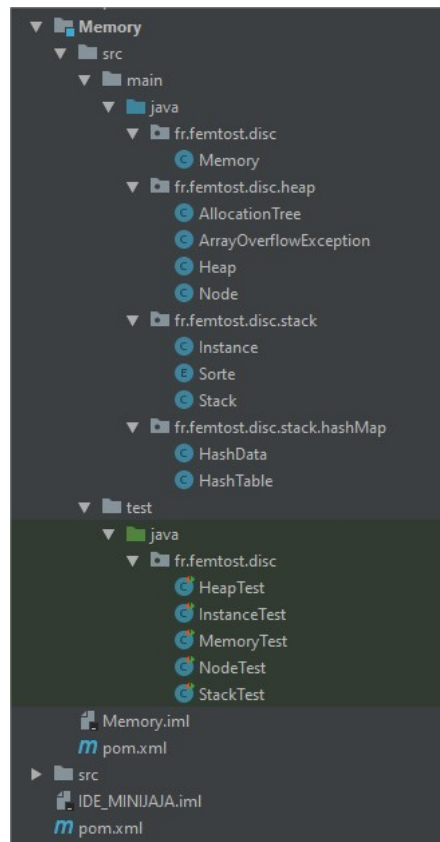 Memory
src
main
java
fr.femtost.disc
C Memory
fr.femtost.disc.heap
C AllocationTree
C ArrayOverflowException
C Heap
C Node
fr.femtost.disc.stack
C Instance
E Sorte
C Stack
fr.femtost.disc.stack.hashMap
C HashData
C HashTable
test
java
fr.femtost.disc
C HeapTest
C InstanceTest
C MemoryTest
C NodeTest
C StackTest
Memory.iml
m pom.xml
src
IDE_MINIJAJA.iml
m pom.xml